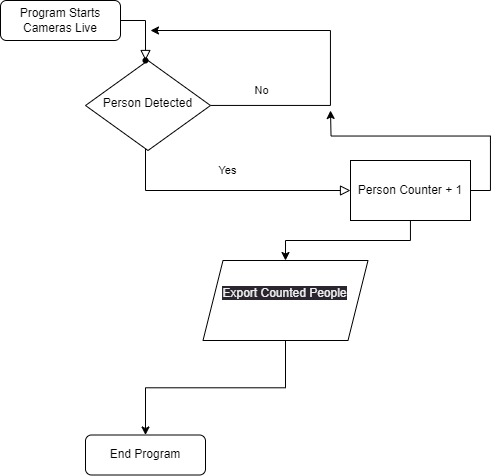 Program Starts
Cameras Live
Person Detected
No
Yes
Person Counter + 1
Export Counted People
End Program